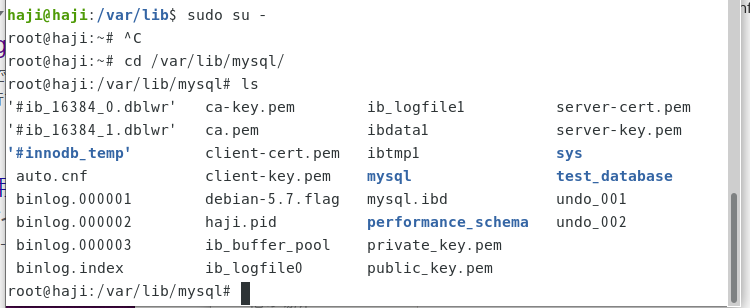 haji@haji:/var/lib$ sudo su -
root@haji:~# ^C
root@haji:~# cd /var/lib/mysql/
root@haji:/var/lib/mysql# ls
'#ib_16384_0.dblwr'   ca-key.pem   ib_logfile1   server-cert.pem
'#ib_16384_1.dblwr'   ca.pem   ibdata1   server-key.pem
'#innodb_temp'   client-cert.pem   ibtmp1   sys
auto.cnf   client-key.pem   mysql   test_database
binlog.000001   debian-5.7.flag   mysql.ibd   undo_001
binlog.000002   haji.pid   performance_schema   undo_002
binlog.000003   ib_buffer_pool   private_key.pem
binlog.index   ib_logfile0   public_key.pem
root@haji:/var/lib/mysql#